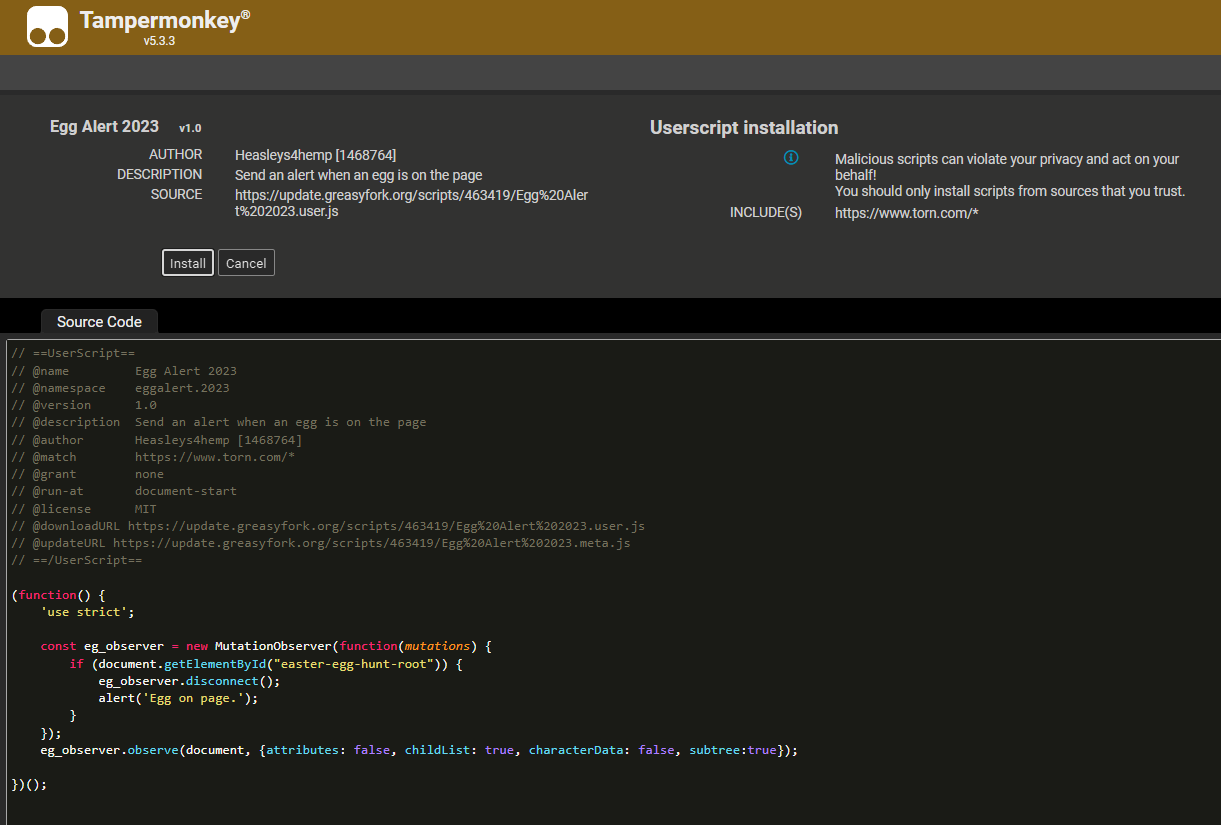 Tampermonkey®
v5.3.3
Egg Alert 2023 v1.0
AUTHOR Heasleys4hemp [1468764]
DESCRIPTION Send an alert when an egg is on the page
SOURCE https://update.greasyfork.org/scripts/463419/Egg%20Aler
t%202023.user.js
Install Cancel
Userscript installation
Malicious scripts can violate your privacy and act on your
behalf!
You should only install scripts from sources that you trust.
INCLUDE(S) https://www.torn.com/*
Source Code
// ==UserScript==
// @name         Egg Alert 2023
// @namespace    eggalert.2023
// @version      1.0
// @description  Send an alert when an egg is on the page
// @author       Heasleys4hemp [1468764]
// @match        https://www.torn.com/*
// @grant        none
// @run-at       document-start
// @license      MIT
// @downloadURL https://update.greasyfork.org/scripts/463419/Egg%20Alert%202023.user.js
// @updateURL https://update.greasyfork.org/scripts/463419/Egg%20Alert%202023.meta.js
// ==/UserScript==
(function() {
    'use strict';
    const eg_observer = new MutationObserver(function(mutations) {
        if (document.getElementById("easter-egg-hunt-root")) {
            eg_observer.disconnect();
            alert('Egg on page.');
        }
    });
    eg_observer.observe(document, {attributes: false, childList: true, characterData: false, subtree:true});
})();